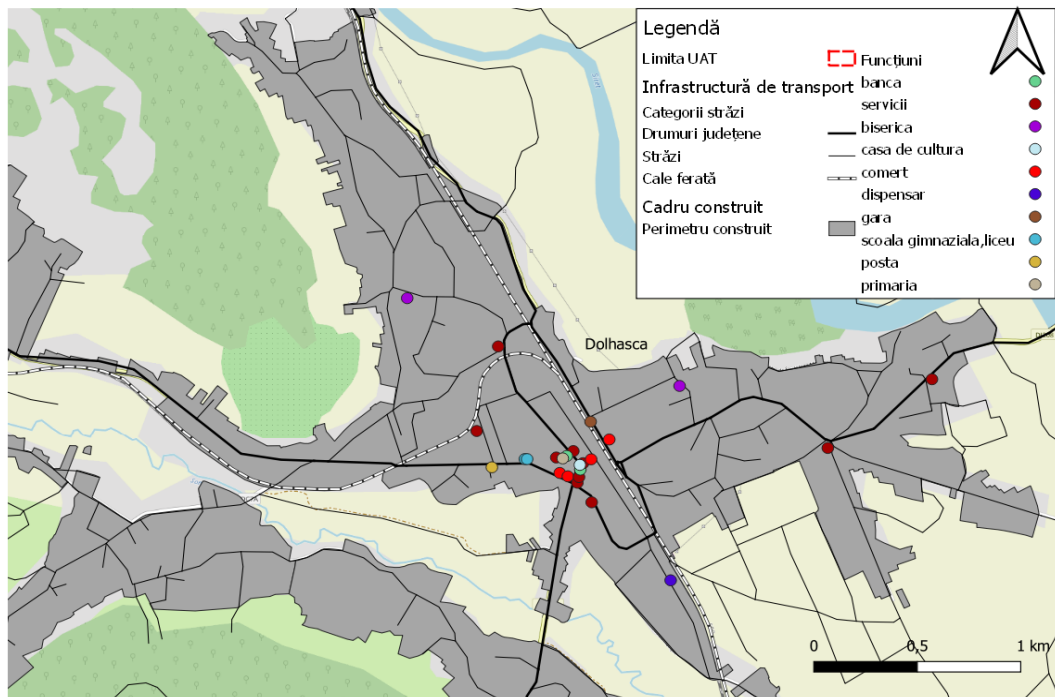 Legendă
Limita UAT
Infrastructură de transport
Categorii străzi
Drumuri județene
Străzi
Cale ferată
Cadru construit
Perimetru construit
Funcțiuni
banca
servicii
biserica
casa de cultura
comert
dispensar
gara
scoala gimnaziala,liceu
posta
primaria
Siret
Dolhasca
0 0,5 1 km